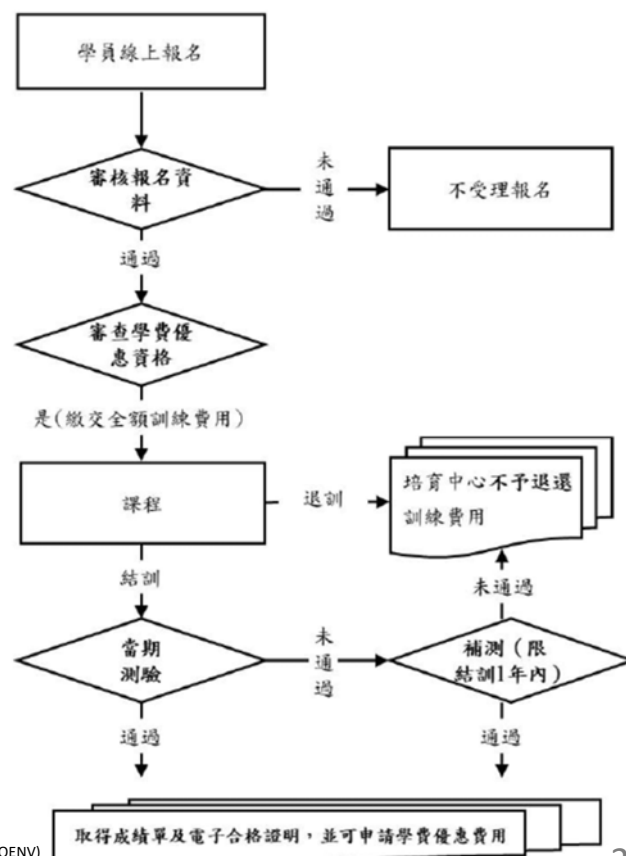 學員線上報名
審核報名資
料
未
通
過
不受理報名
通過
審查學費優
惠資格
是(繳交全額訓練費用)
課程
退訓
培育中心不予退還
訓練費用
結訓
未通過
當期
測驗
未
通
過
補測（限
結訓1年內）
通過
通過
取得成績單及電子合格證明，並可申請學費優惠費用
OENV)